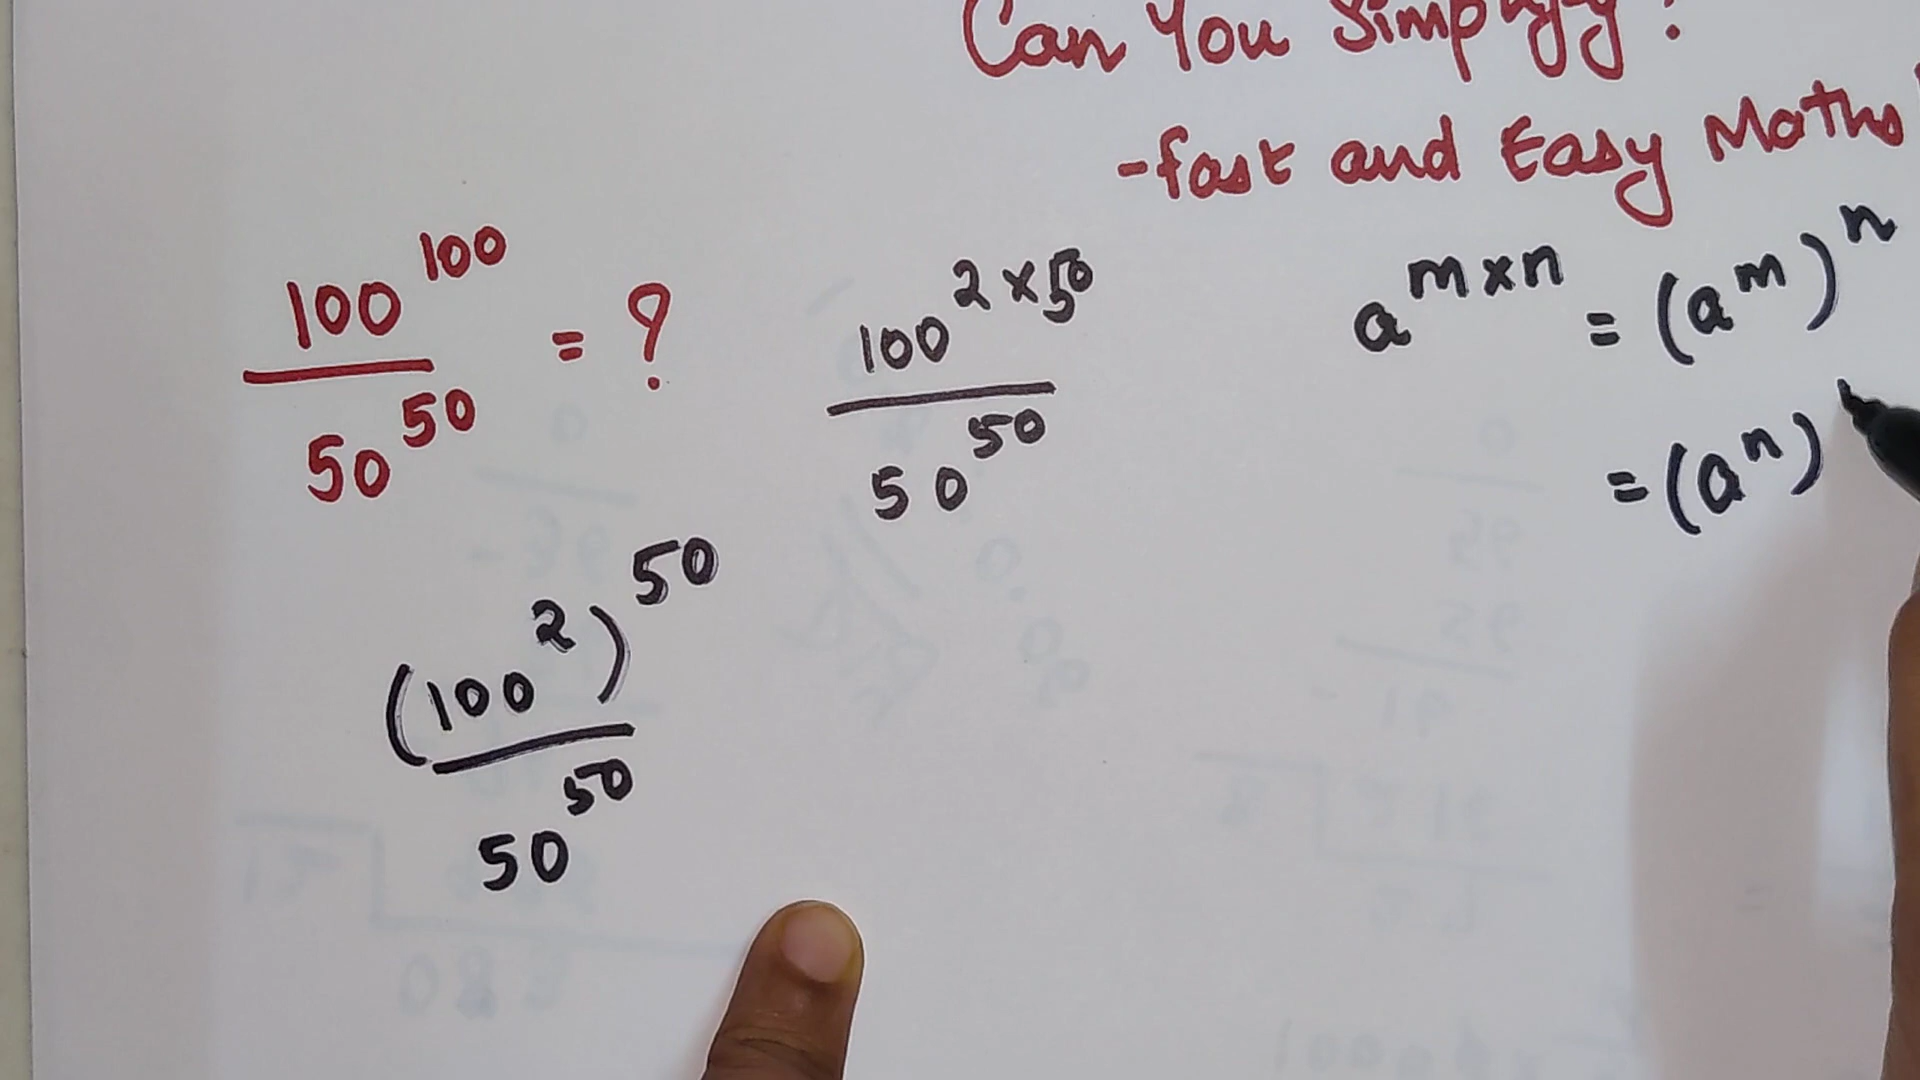 Can You Simplify?
-fast and Easy Maths
100^100 / 50^50 = ?
100^2×50 / 50^50
a^m×n = (a^m)^n
= (a^n)
(100^2)^50 / 50^50